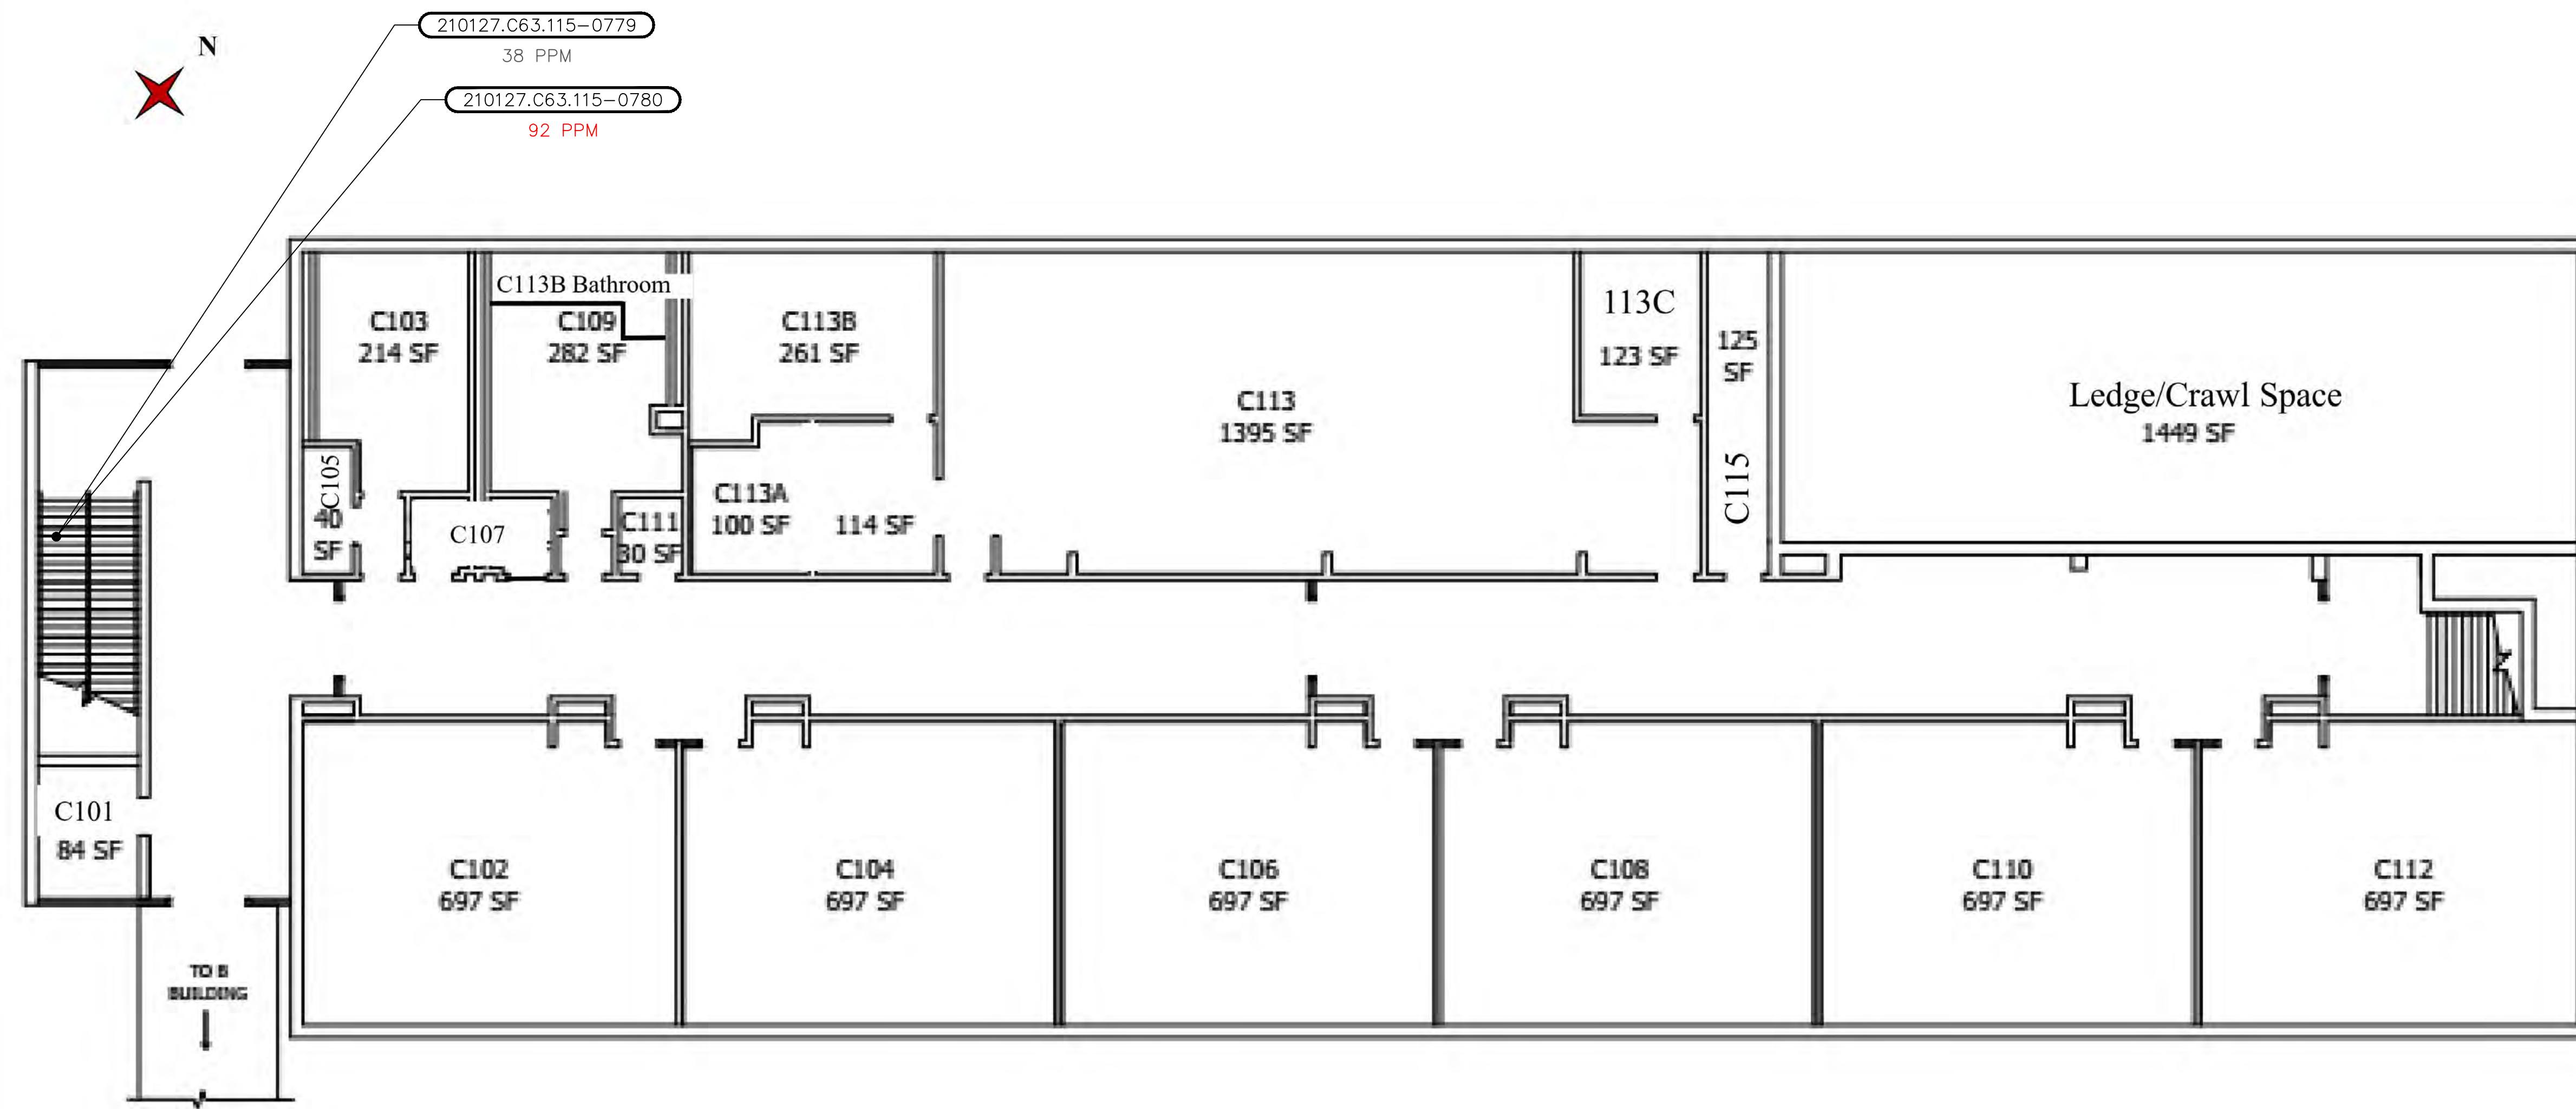 210127.C63.115-0779
38 PPM
N
210127.C63.115-0780
92 PPM
C113B Bathroom
C103
214 SF
C109
282 SF
C113B
261 SF
C113
1395 SF
113C
123 SF
125
SF
C115
Ledge/Crawl Space
1449 SF
C105
40
SF
C107
C111
30 SF
C113A
100 SF
114 SF
C101
84 SF
C102
697 SF
C104
697 SF
C106
697 SF
C108
697 SF
C110
697 SF
C112
697 SF
TO B
BUILDING